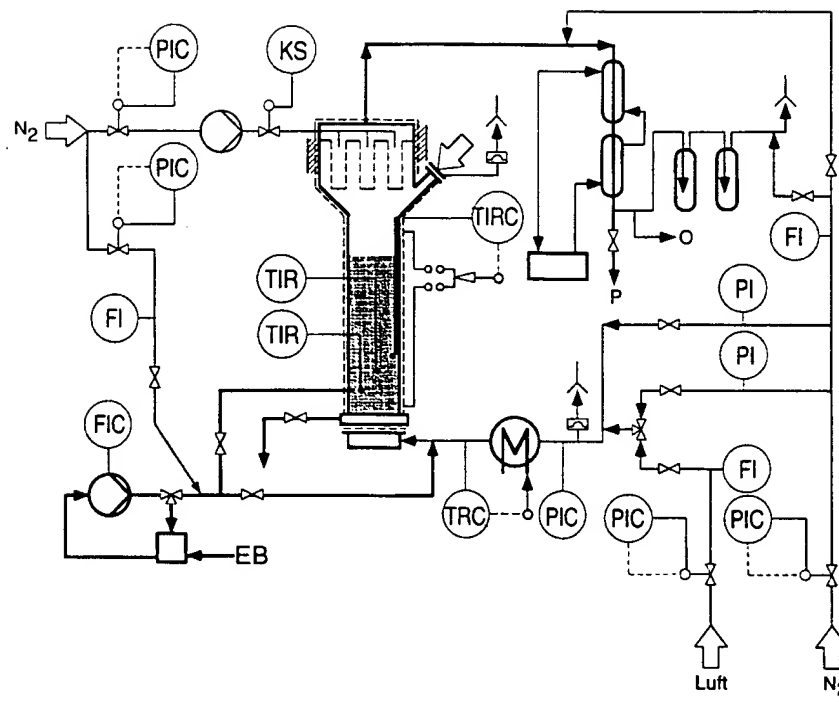 PIC
KS
N₂
PIC
TIRC
TIR
FI
O
PI
FI
P
TIR
PI
FIC
M
FI
TRC
PIC
PIC
PIC
EB
Luft
N₂